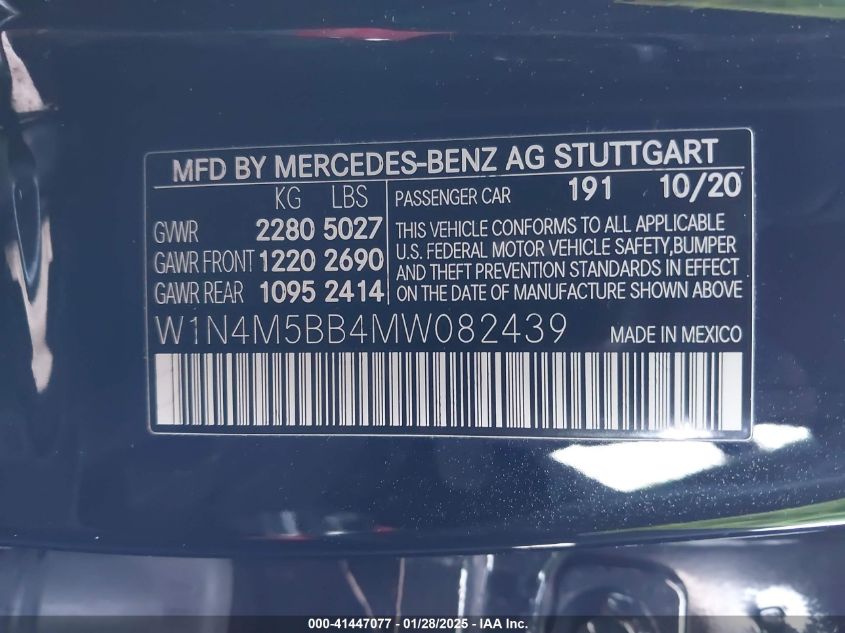 MFD BY MERCEDES-BENZ AG STUTTGART
KG LBS
GVWR 2280 5027
GAWR FRONT 1220 2690
GAWR REAR 1095 2414
PASSENGER CAR 191 10/20
THIS VEHICLE CONFORMS TO ALL APPLICABLE
U.S. FEDERAL MOTOR VEHICLE SAFETY,BUMPER
AND THEFT PREVENTION STANDARDS IN EFFECT
ON THE DATE OF MANUFACTURE SHOWN ABOVE
W1N4M5BB4MW082439 MADE IN MEXICO
000-41447077 — 01/28/2025 — IAA Inc.